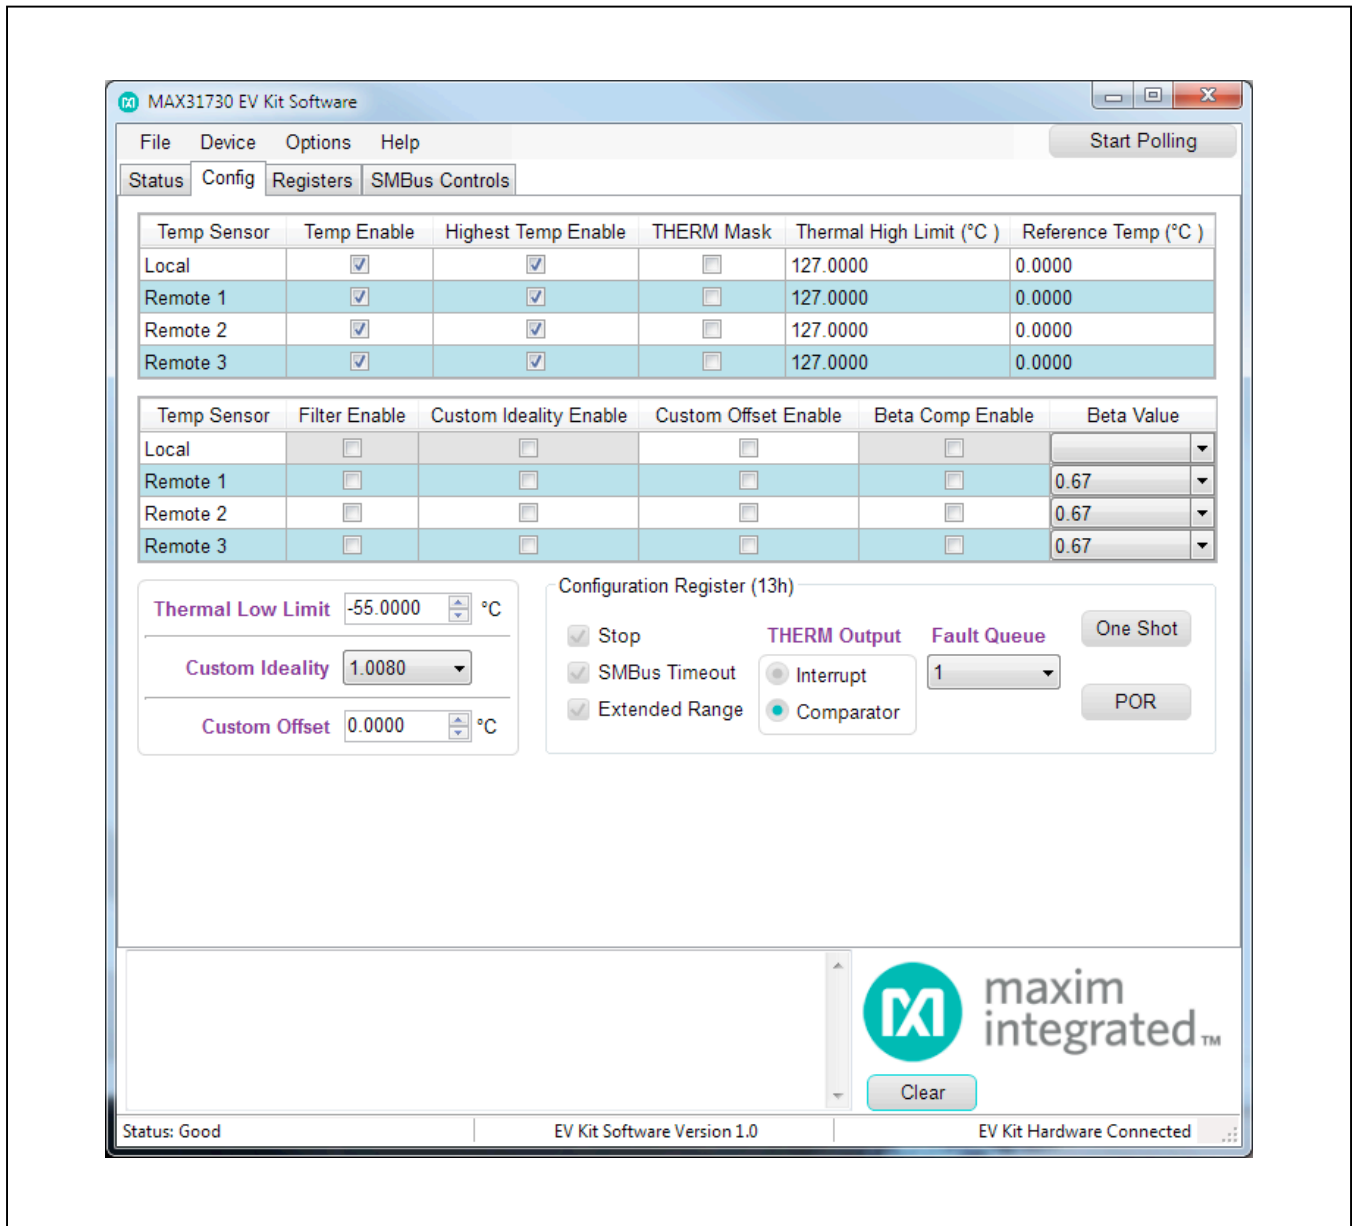 MAX31730 EV Kit Software
File Device Options Help Start Polling
Status Config Registers SMBus Controls
Temp Sensor Temp Enable Highest Temp Enable THERM Mask Thermal High Limit (°C ) Reference Temp (°C )
Local 127.0000 0.0000
Remote 1 127.0000 0.0000
Remote 2 127.0000 0.0000
Remote 3 127.0000 0.0000
Temp Sensor Filter Enable Custom Ideality Enable Custom Offset Enable Beta Comp Enable Beta Value
Local
Remote 1 0.67
Remote 2 0.67
Remote 3 0.67
Thermal Low Limit -55.0000 °C
Custom Ideality 1.0080
Custom Offset 0.0000 °C
Configuration Register (13h)
Stop THERM Output Fault Queue One Shot
SMBus Timeout Interrupt 1
Extended Range Comparator POR
maxim
integrated™
Clear
Status: Good EV Kit Software Version 1.0 EV Kit Hardware Connected